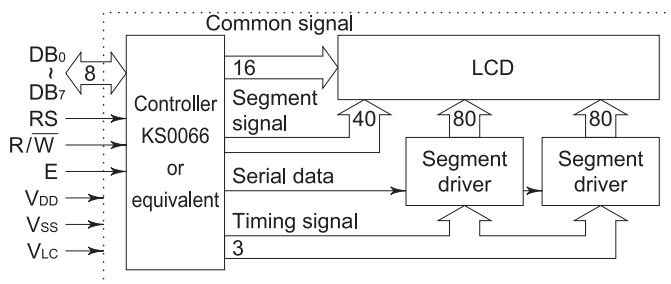 Common signal
DB0
~
DB7
8
16
LCD
Controller
KS0066
or
equivalent
Segment
signal
40
80
80
RS
R/W̅
E
Segment
driver
Segment
driver
Serial data
VDD
VSS
VLC
Timing signal
3